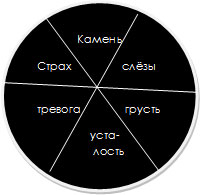 Камень
Страх
слёзы
тревога
грусть
уста-
лость